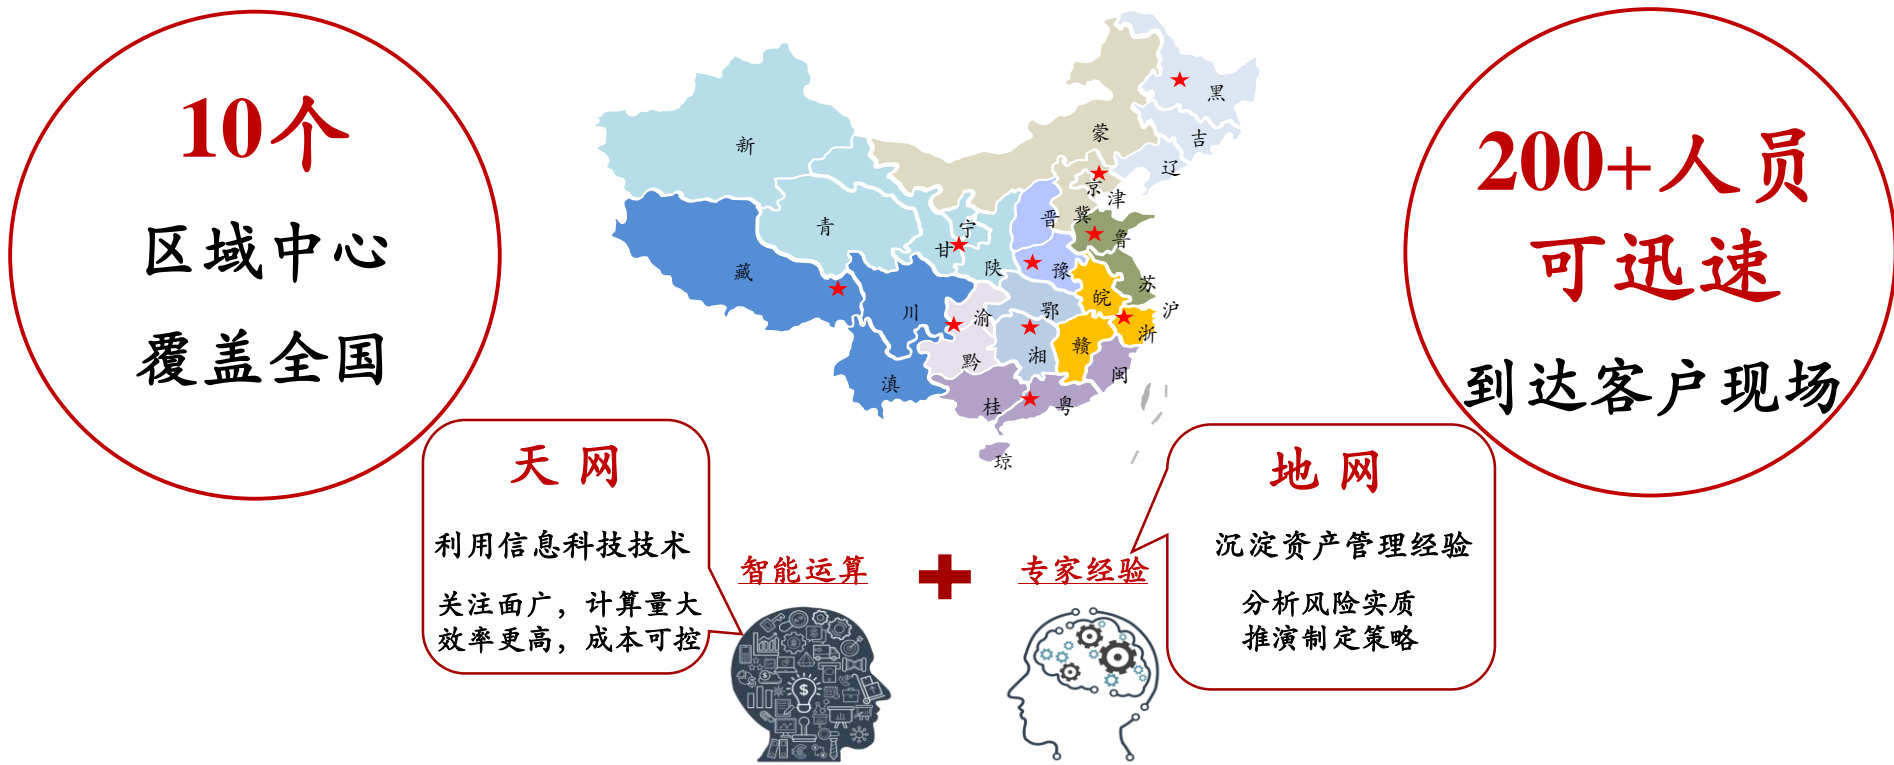 10个
区域中心
覆盖全国
黑
吉
辽
蒙
新
京
津
冀
晋
鲁
青
宁
甘
陕
豫
藏
苏
皖
沪
川
渝
鄂
浙
湘
赣
黔
闽
滇
桂
粤
琼
200+人员
可迅速
到达客户现场
天 网
利用信息科技技术
关注面广，计算量大
效率更高，成本可控
智能运算
专家经验
地 网
沉淀资产管理经验
分析风险实质
推演制定策略